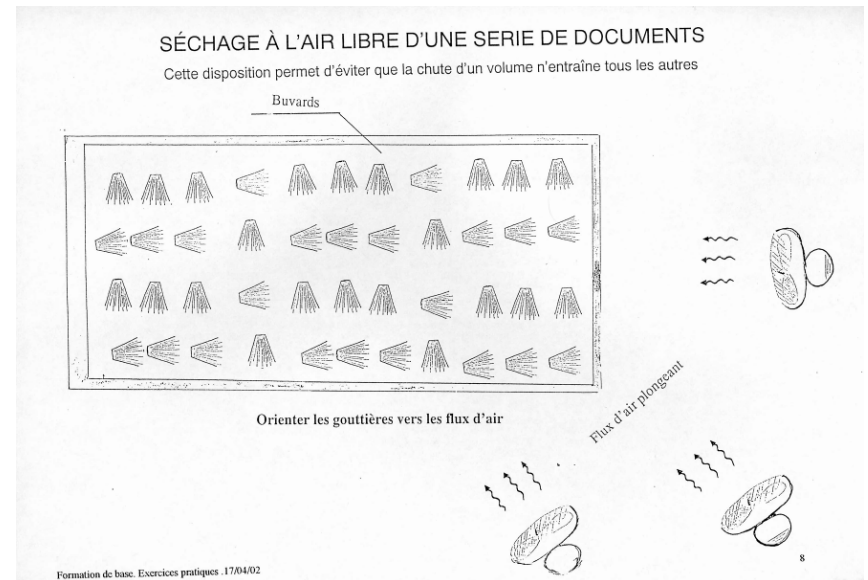 SÉCHAGE À L'AIR LIBRE D'UNE SERIE DE DOCUMENTS
Cette disposition permet d'éviter que la chute d'un volume n'entraîne tous les autres
Buvards
Orienter les gouttières vers les flux d'air
Flux d'air plongeant
Formation de base. Exercices pratiques .17/04/02
8